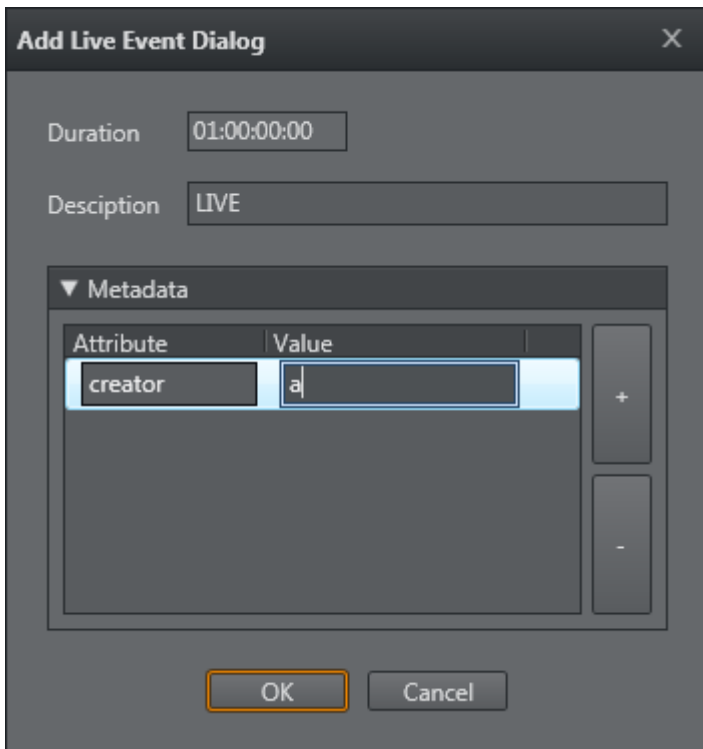 Add Live Event Dialog X
Duration 01:00:00:00
Desciption LIVE
Metadata
Attribute Value
creator a
+
-
OK Cancel